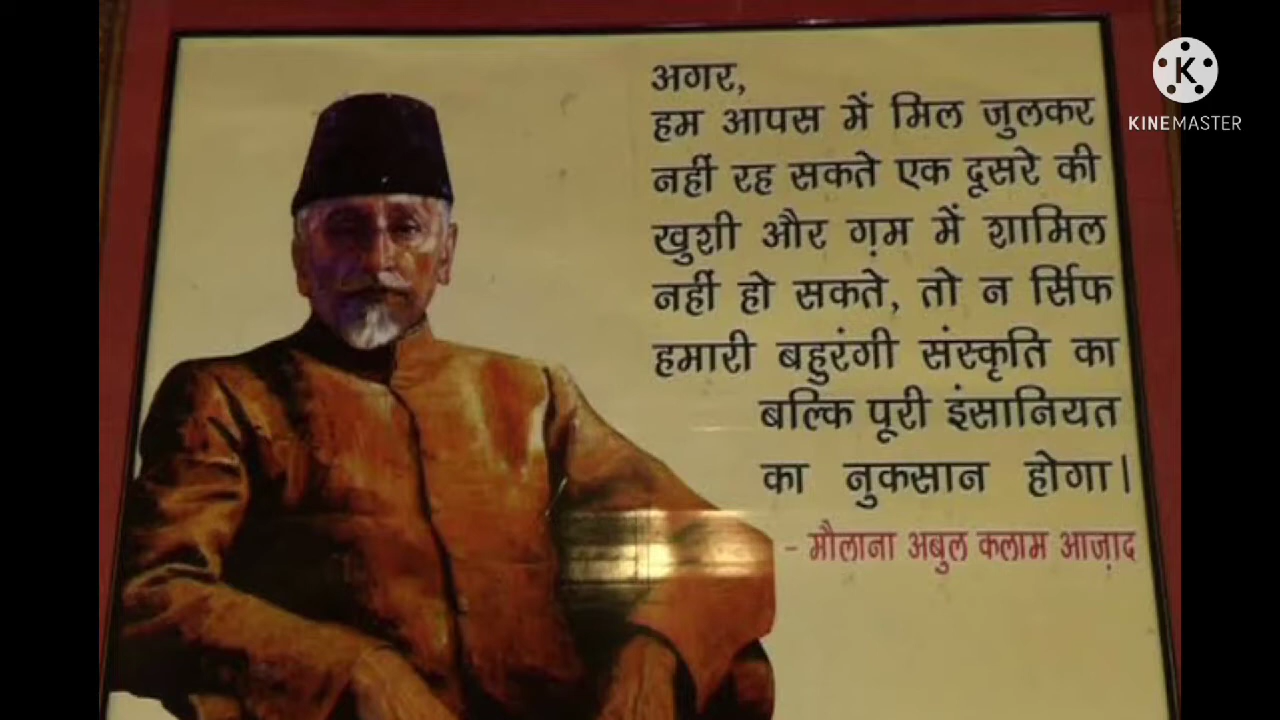 अगर,
हम आपस में मिल जुलकर
नहीं रह सकते एक दूसरे की
खुशी और ग़म में शामिल
नहीं हो सकते, तो न र्सिफ
हमारी बहुरंगी संस्कृति का
बल्कि पूरी इंसानियत
का नुकसान होगा।
- मौलाना अबुल कलाम आज़ाद
K
KINEMASTER